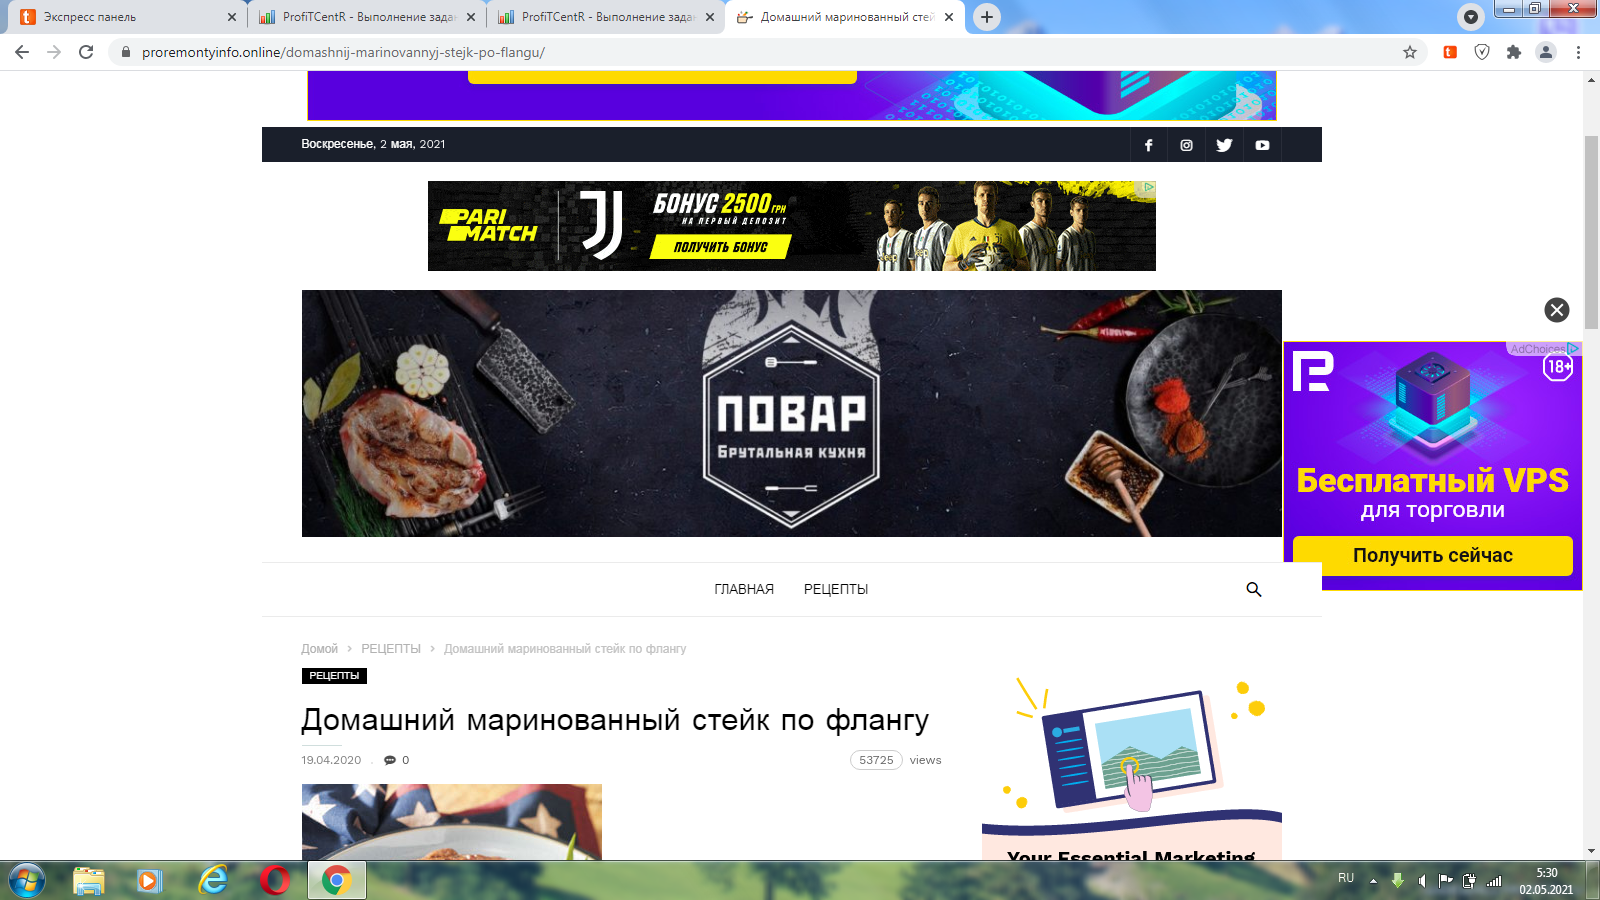 Экспресс панель
ProfiTCentR - Выполнение зада
ProfiTCentR - Выполнение зада
Домашний маринованный стей
proremontyinfo.online/domashnij-marinovannyj-stejk-po-flangu/
Воскресенье, 2 мая, 2021
PARI MATCH
БОНУС 2500 ГРН
НА ПЕРВЫЙ ДЕПОЗИТ
ПОЛУЧИТЬ БОНУС
ПОВАР
БРУТАЛЬНАЯ КУХНЯ
AdChoices
18+
Бесплатный VPS
для торговли
Получить сейчас
ГЛАВНАЯ
РЕЦЕПТЫ
Домой > РЕЦЕПТЫ > Домашний маринованный стейк по флангу
РЕЦЕПТЫ
Домашний маринованный стейк по флангу
19.04.2020 . 0
53725 views
Your Essential Marketing
RU
5:30
02.05.2021